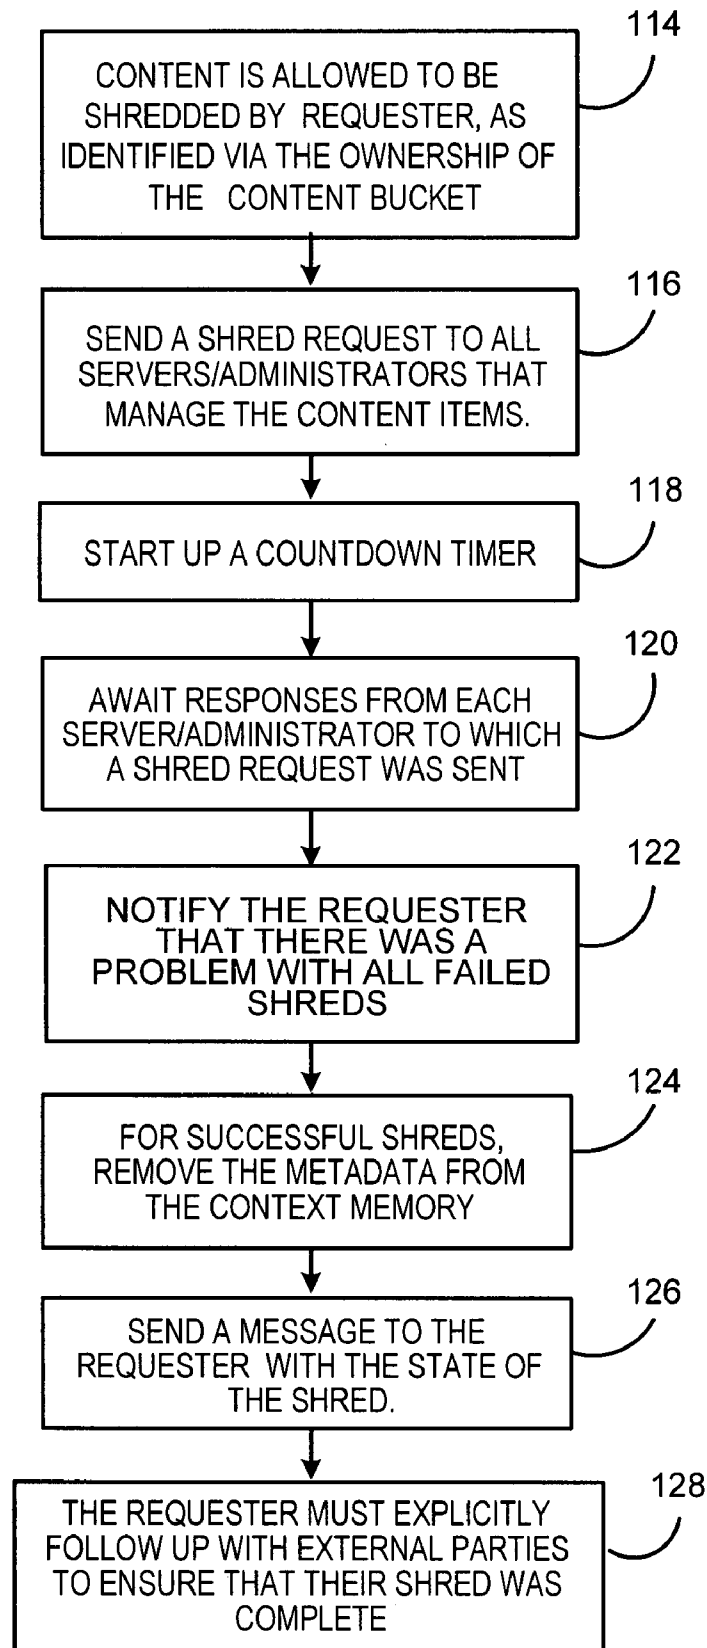 114
CONTENT IS ALLOWED TO BE
SHREDDED BY REQUESTER, AS
IDENTIFIED VIA THE OWNERSHIP OF
THE CONTENT BUCKET
116
SEND A SHRED REQUEST TO ALL
SERVERS/ADMINISTRATORS THAT
MANAGE THE CONTENT ITEMS.
118
START UP A COUNTDOWN TIMER
120
AWAIT RESPONSES FROM EACH
SERVER/ADMINISTRATOR TO WHICH
A SHRED REQUEST WAS SENT
122
NOTIFY THE REQUESTER
THAT THERE WAS A
PROBLEM WITH ALL FAILED
SHREDS
124
FOR SUCCESSFUL SHREDS,
REMOVE THE METADATA FROM
THE CONTEXT MEMORY
126
SEND A MESSAGE TO THE
REQUESTER WITH THE STATE OF
THE SHRED.
128
THE REQUESTER MUST EXPLICITLY
FOLLOW UP WITH EXTERNAL PARTIES
TO ENSURE THAT THEIR SHRED WAS
COMPLETE